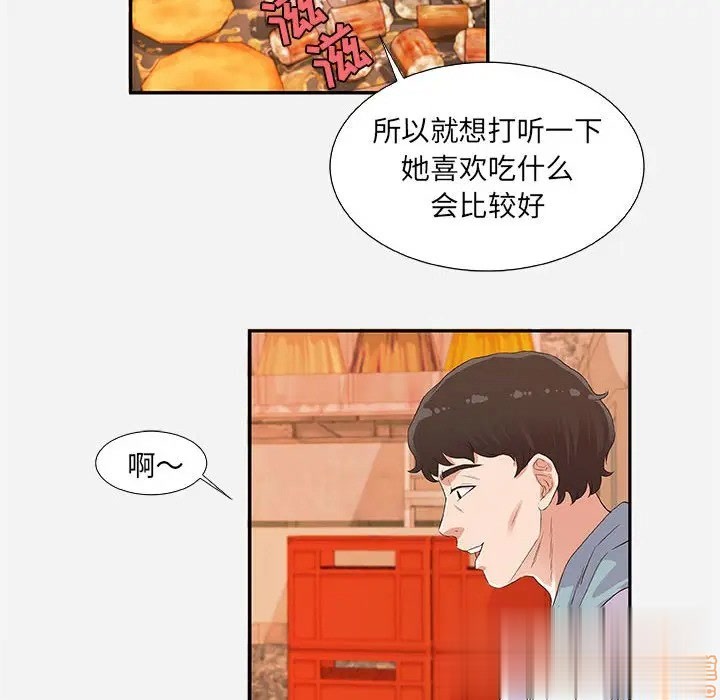 滋
滋
所以就想打听一下
她喜欢吃什么
会比较好
啊～